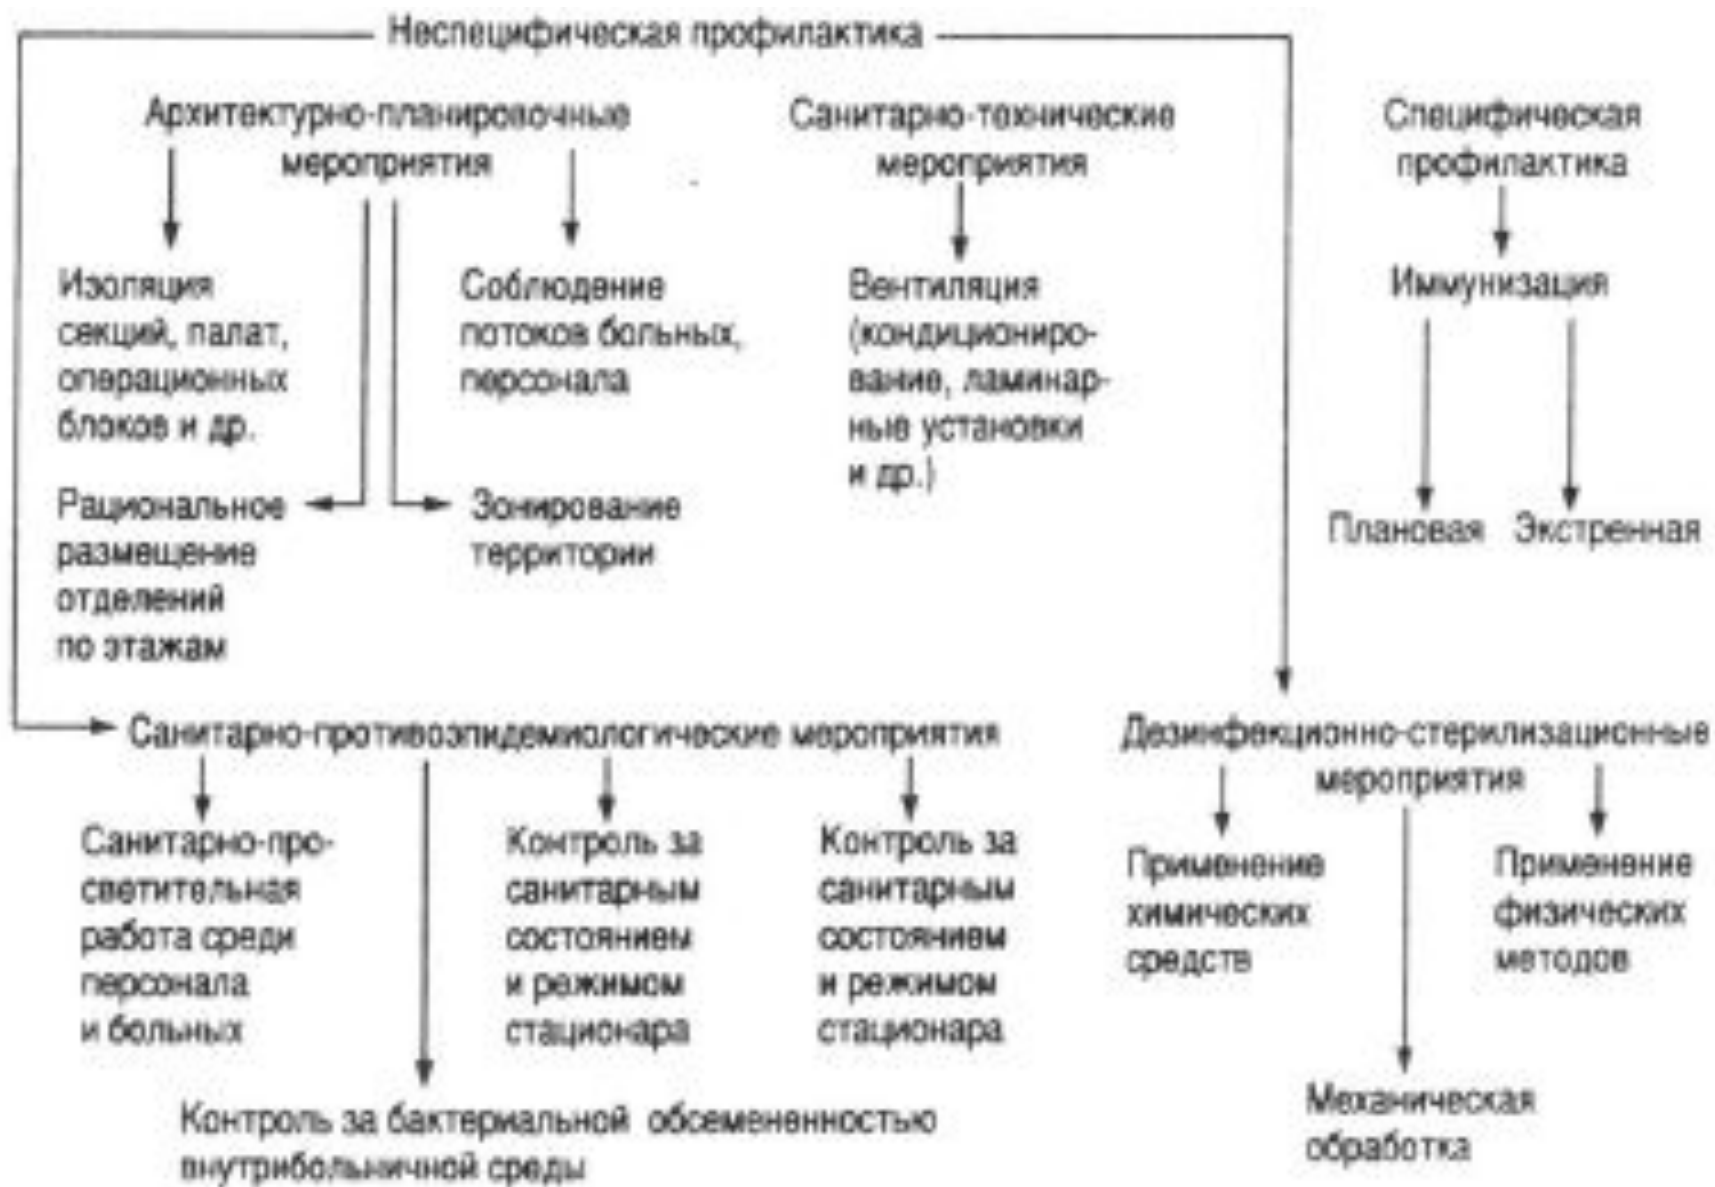 Неспецифическая профилактика
Архитектурно-планировочные
мероприятия
Санитарно-технические
мероприятия
Специфическая
профилактика
Изоляция
секций, палат,
операционных
блоков и др.
Соблюдение
потоков больных,
персонала
Вентиляция
(кондициониро-
вание, ламинар-
ные установки
и др.)
Иммунизация
Рациональное
размещение
отделений
по этажам
Зонирование
территории
Плановая
Экстренная
Санитарно-противоэпидемиологические мероприятия
Дезинфекционно-стерилизационные
мероприятия
Санитарно-про-
светительная
работа среди
персонала
и больных
Контроль за
санитарным
состоянием
и режимом
стационара
Контроль за
санитарным
состоянием
и режимом
стационара
Применение
химических
средств
Применение
физических
методов
Контроль за бактериальной обсемененностью
внутрибольничной среды
Механическая
обработка